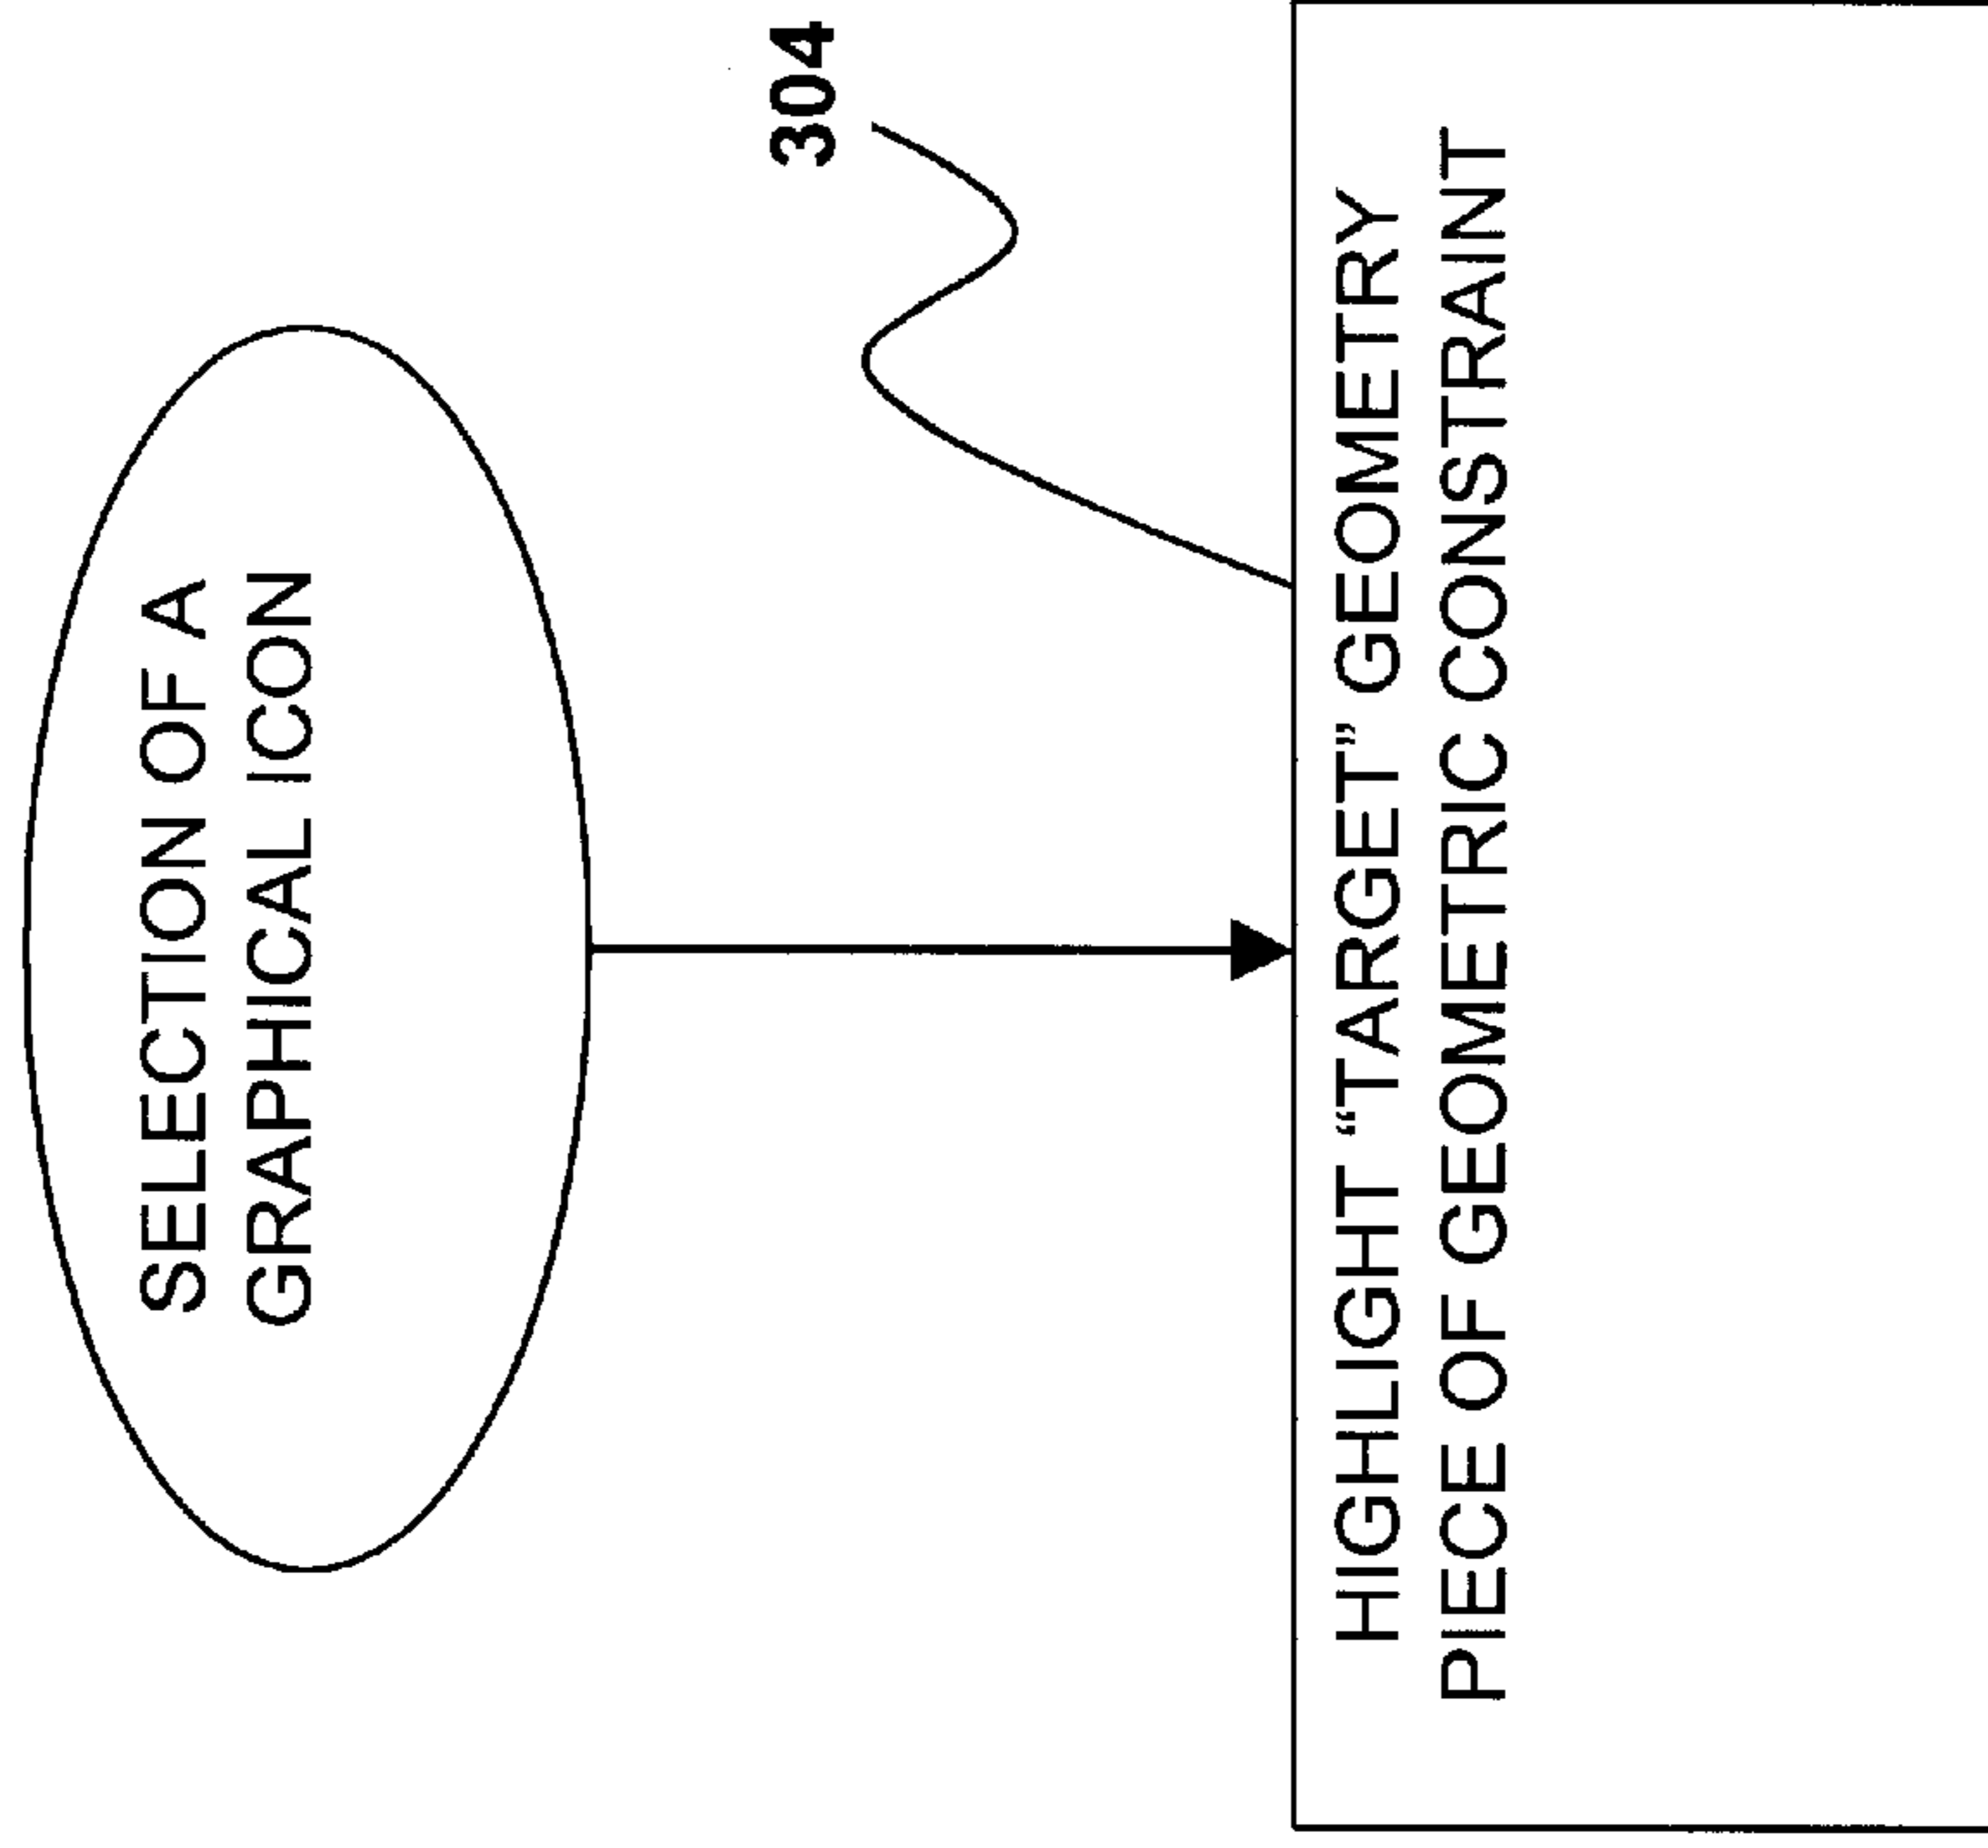 SELECTION OF A
GRAPHICAL ICON
304
HIGHLIGHT “TARGET” GEOMETRY
PIECE OF GEOMETRIC CONSTRAINT